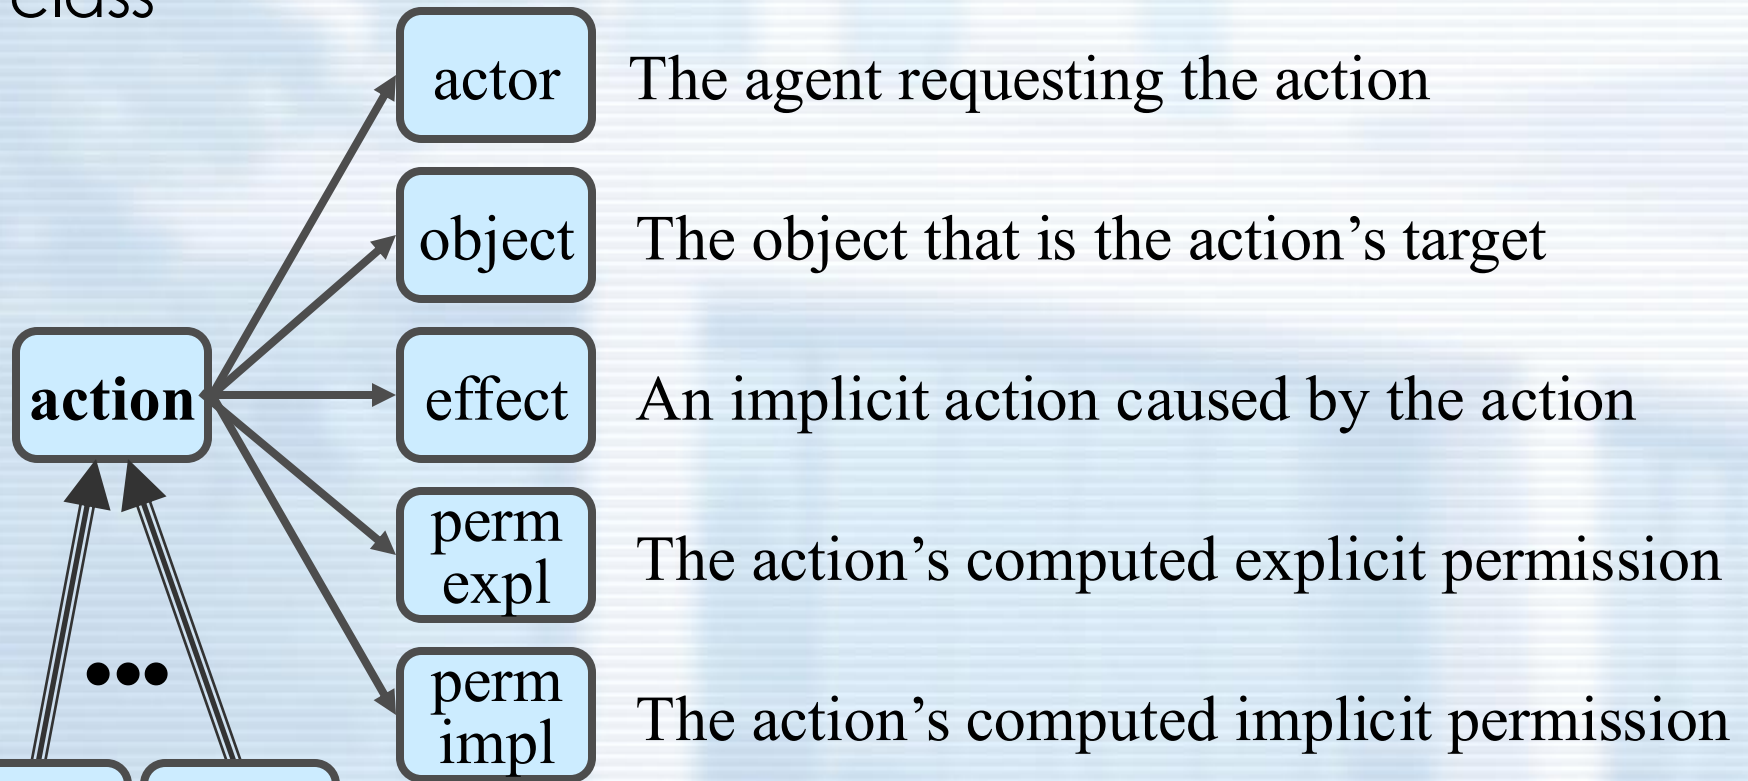 class
actor The agent requesting the action
object The object that is the action’s target
action
effect An implicit action caused by the action
perm
expl
The action’s computed explicit permission
perm
impl
The action’s computed implicit permission